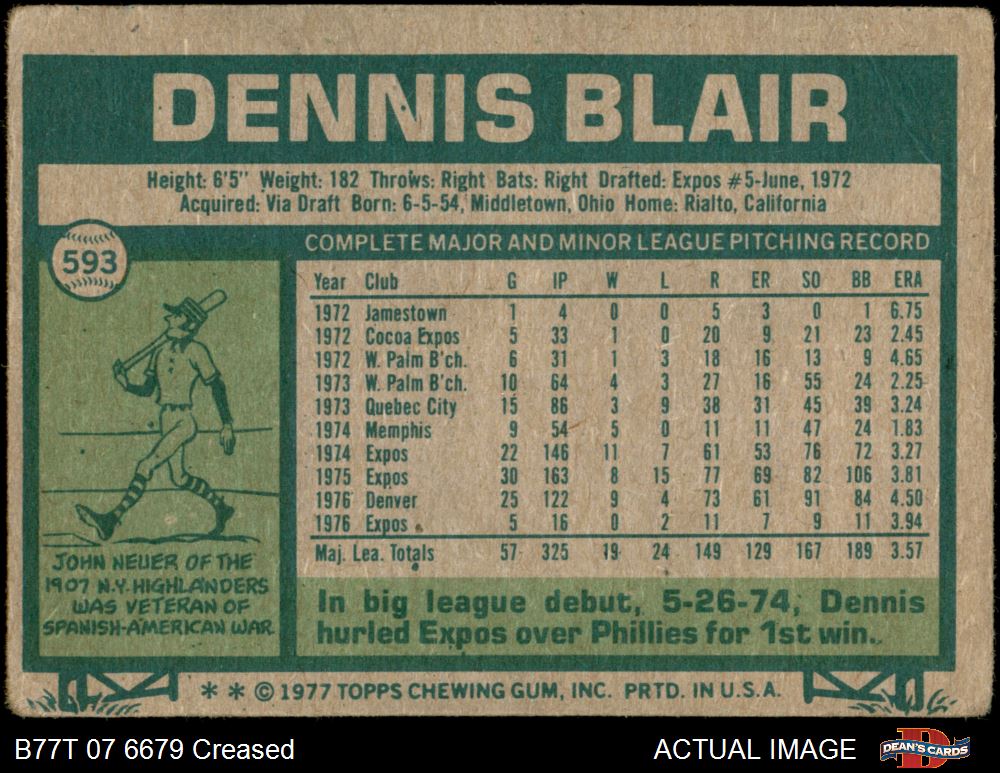 DENNIS BLAIR
Height: 6'5" Weight: 182 Throws: Right Bats: Right Drafted: Expos #5-June, 1972
Acquired: Via Draft Born: 6-5-54, Middletown, Ohio Home: Rialto, California
593
COMPLETE MAJOR AND MINOR LEAGUE PITCHING RECORD
Year Club G IP W L R ER SO BB ERA
1972 Jamestown 1 4 0 0 5 3 0 1 6.75
1972 Cocoa Expos 5 33 1 0 20 9 21 23 2.45
1972 W. Palm B'ch. 6 31 1 3 18 16 13 9 4.65
1973 W. Palm B'ch. 10 64 4 3 27 16 55 24 2.25
1973 Quebec City 15 86 3 9 38 31 45 39 3.24
1974 Memphis 9 54 5 0 11 11 47 24 1.83
1974 Expos 22 146 11 7 61 53 76 72 3.27
1975 Expos 30 163 8 15 77 69 82 106 3.81
1976 Denver 25 122 9 4 73 61 91 84 4.50
1976 Expos 5 16 0 2 11 7 9 11 3.94
Maj. Lea. Totals 57 325 19 24 149 129 167 189 3.57
JOHN NEUER OF THE
1907 N.Y. HIGHLANDERS
WAS VETERAN OF
SPANISH-AMERICAN WAR
In big league debut, 5-26-74, Dennis
hurled Expos over Phillies for 1st win.
* * © 1977 TOPPS CHEWING GUM, INC. PRTD. IN U.S.A.
B77T 07 6679 Creased
ACTUAL IMAGE
DEAN'S CARDS